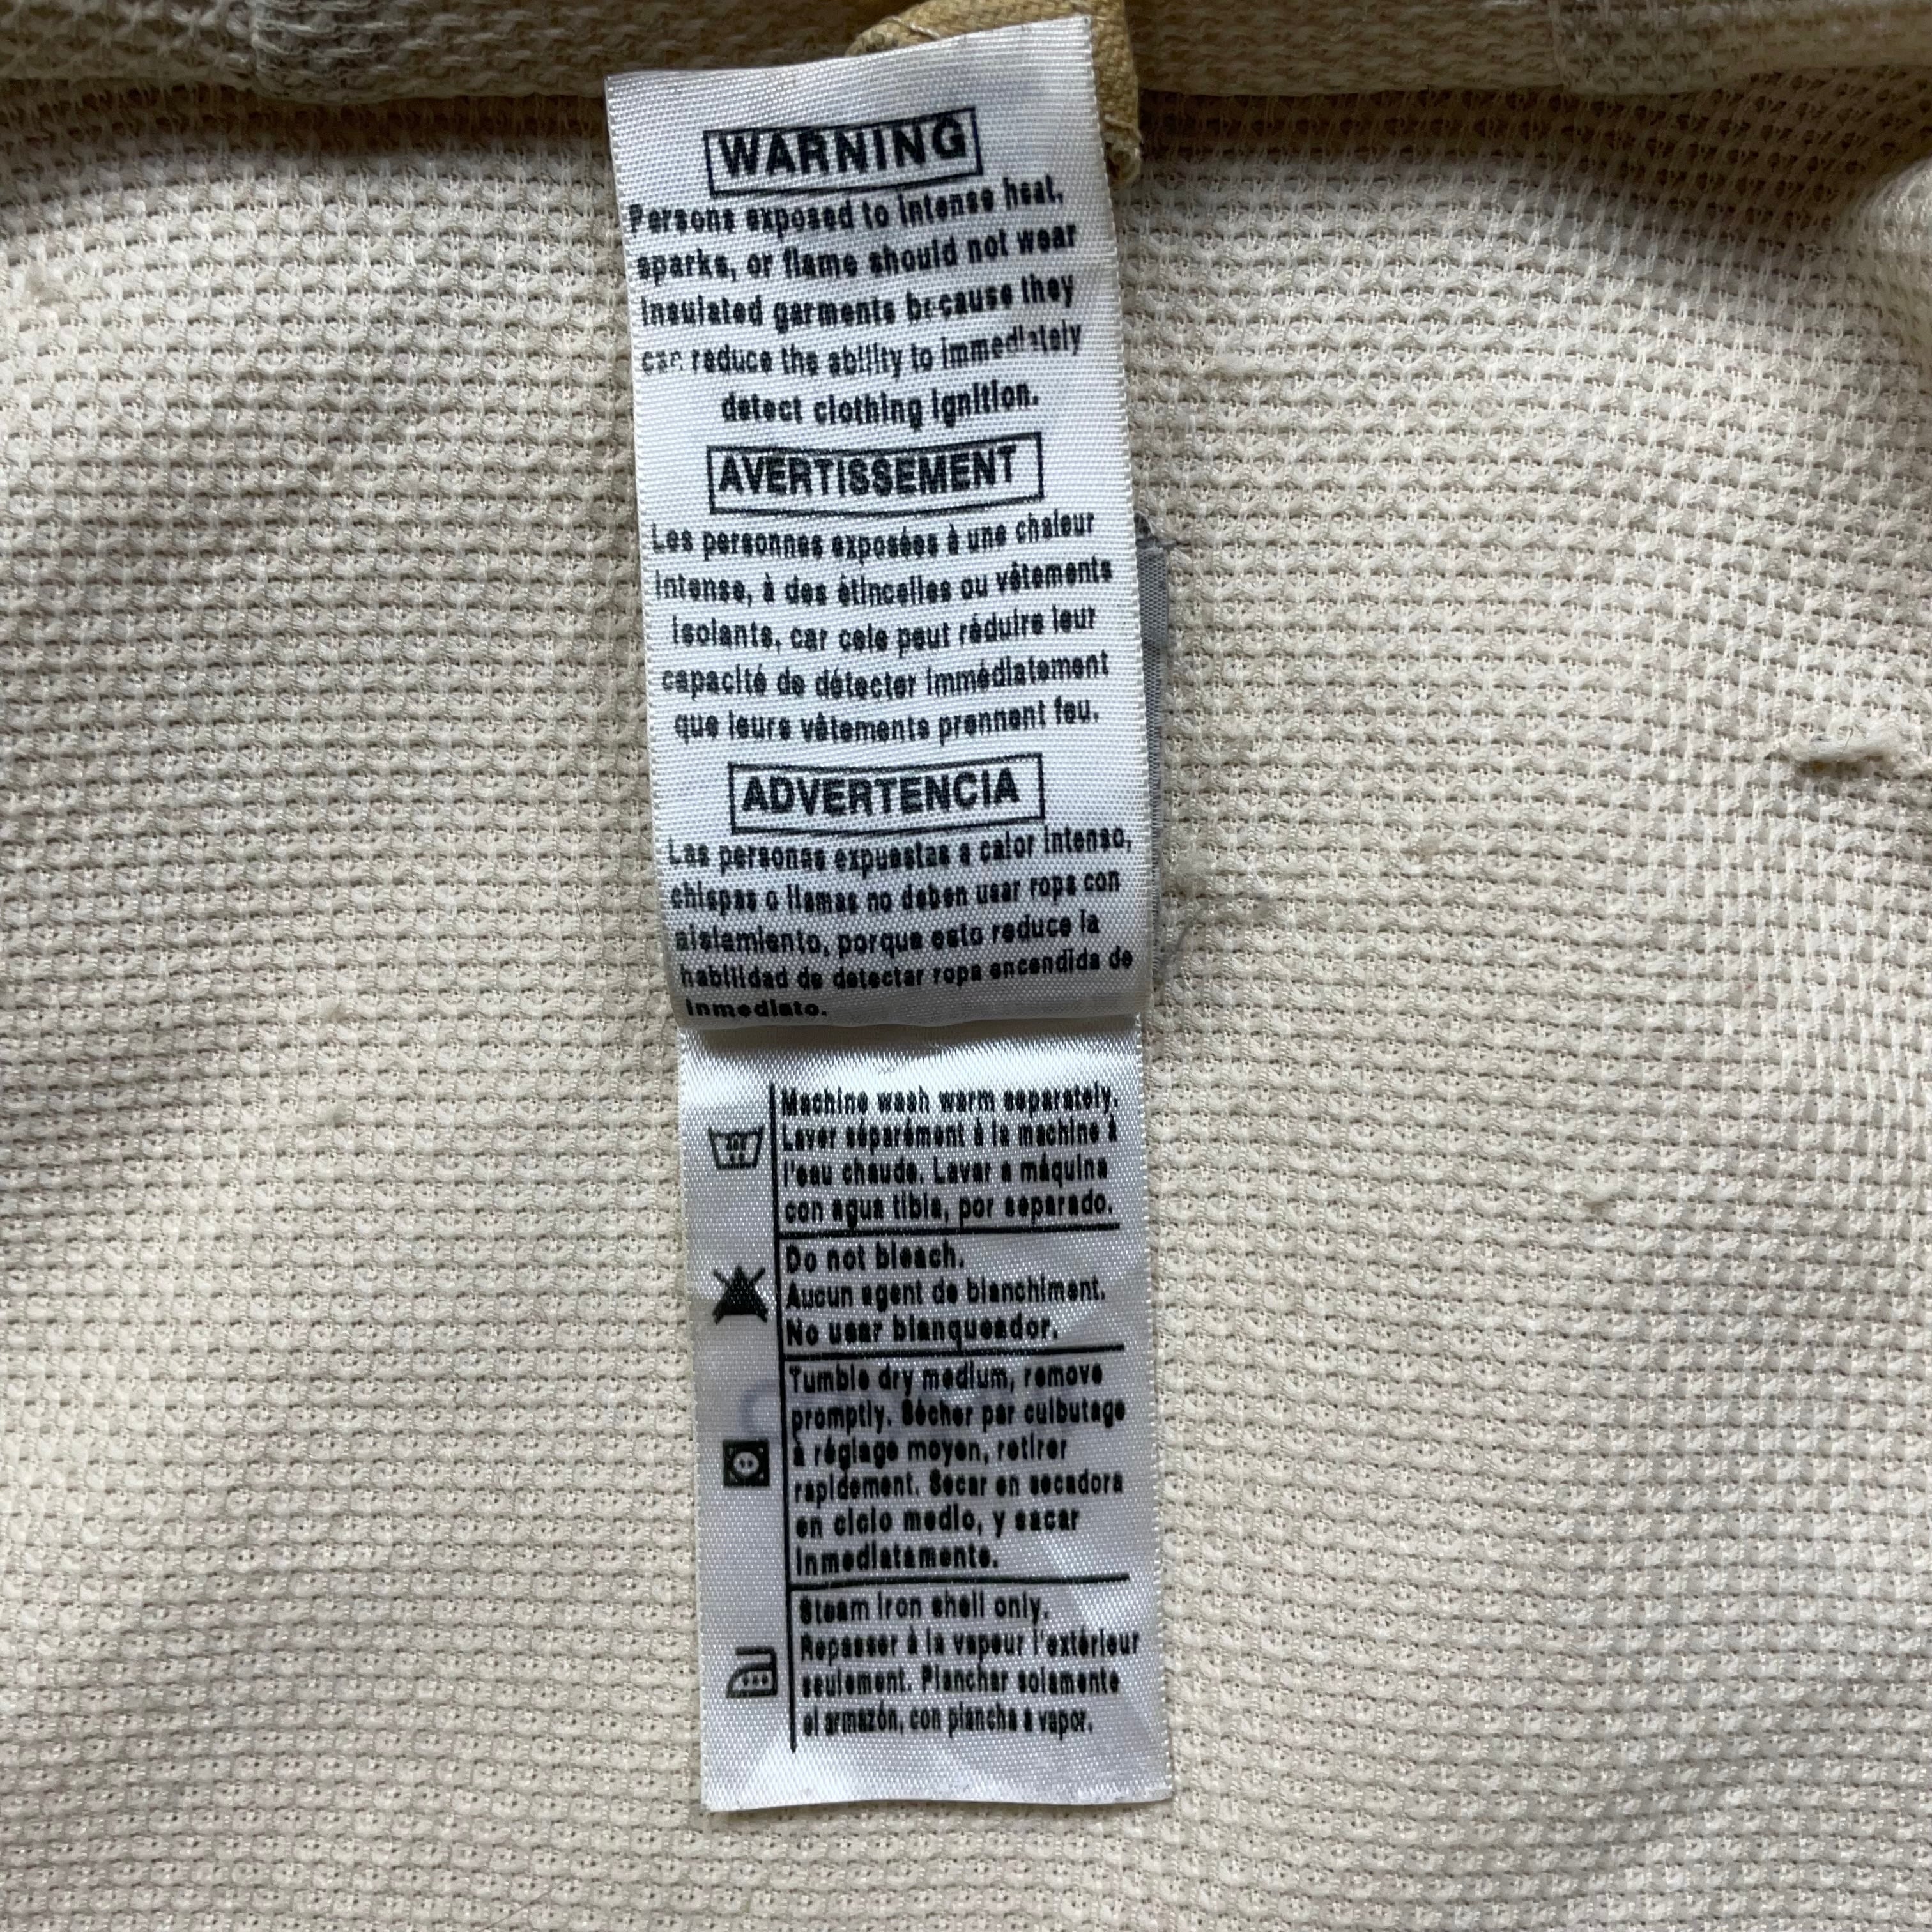 WARNING
Persons exposed to intense heat,
sparks, or flame should not wear
insulated garments because they
can reduce the ability to immediately
detect clothing ignition.
AVERTISSEMENT
Les personnes exposées à une chaleur
intense, à des étincelles ou vêtements
isolants, car cele peut réduire leur
capacité de détecter immédiatement
que leurs vêtements prennent feu.
ADVERTENCIA
Las personas expuestas a calor intenso,
chispas o llamas no deben usar ropa con
aislamiento, porque esto reduce la
habilidad de detectar ropa encendida de
inmediato.
Machine wash warm separately.
Laver séparément à la machine à
l'eau chaude. Lavar a máquina
con agua tibia, por separado.
Do not bleach.
Aucun agent de blanchiment.
No usar blanqueador.
Tumble dry medium, remove
promptly. Sécher par culbutage
à réglage moyen, retirer
rapidement. Secar en secadora
en ciclo medio, y sacar
inmediatamente.
Steam iron shell only.
Repasser à la vapeur l'extérieur
seulement. Planchar solamente
el armazón, con plancha a vapor.